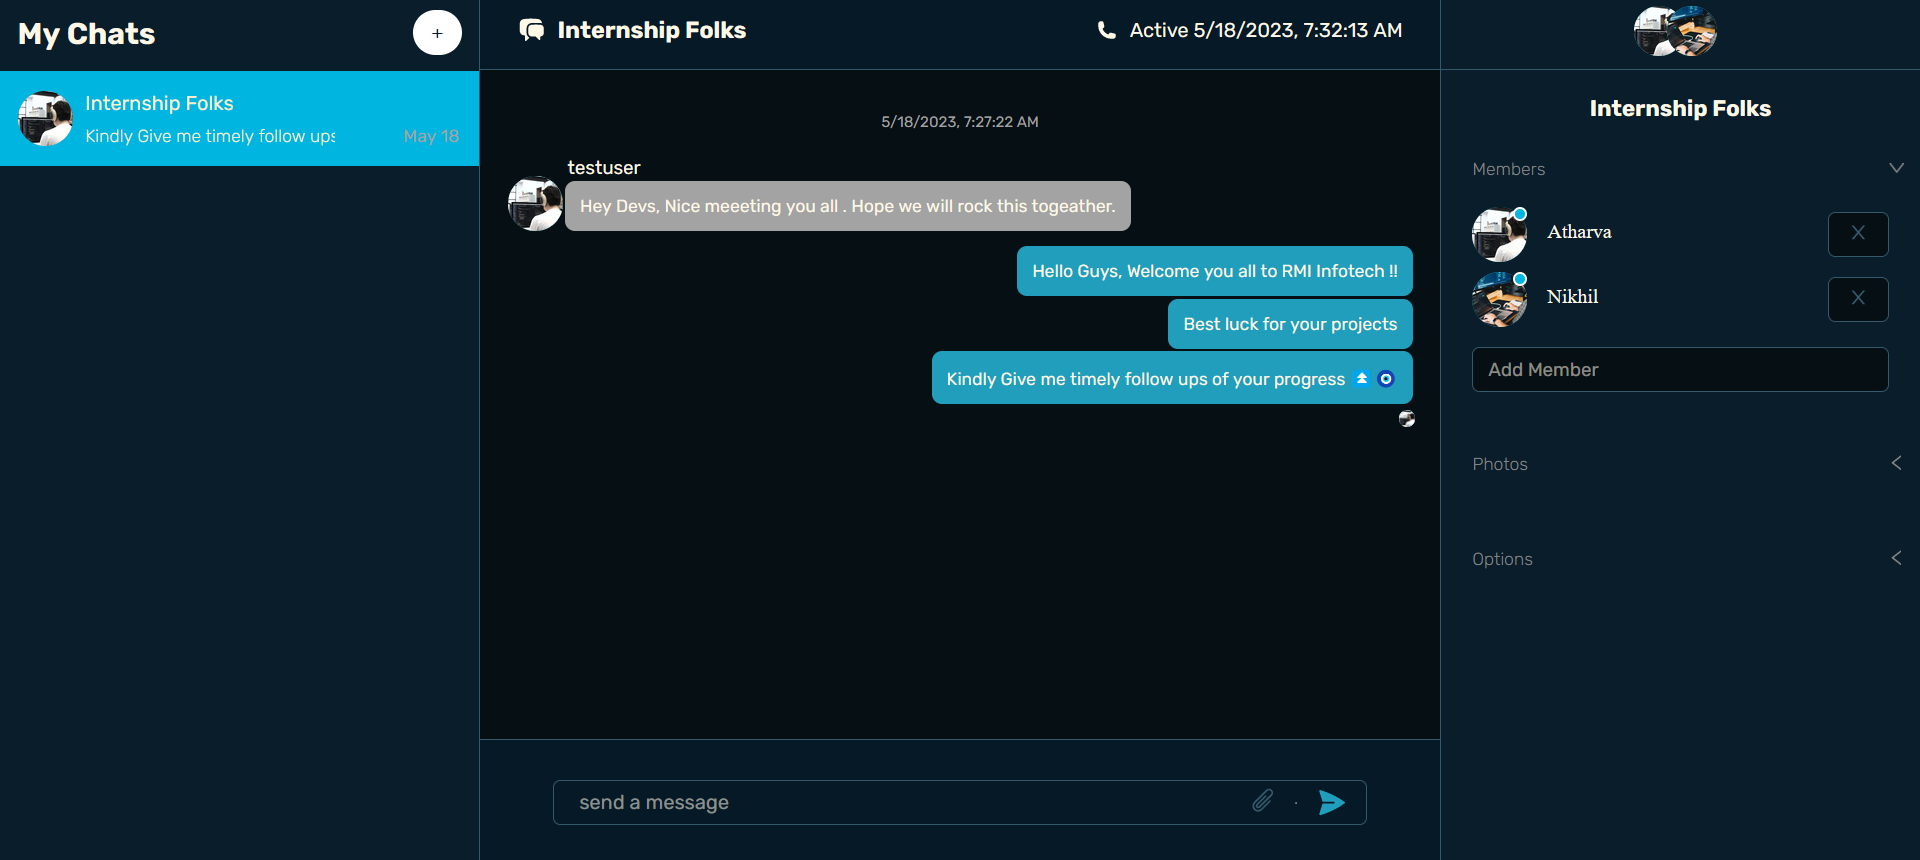 My Chats
+
Internship Folks
Kindly Give me timely follow ups
May 18
Internship Folks
Active 5/18/2023, 7:32:13 AM
5/18/2023, 7:27:22 AM
testuser
Hey Devs, Nice meeeting you all . Hope we will rock this togeather.
Hello Guys, Welcome you all to RMI Infotech !!
Best luck for your projects
Kindly Give me timely follow ups of your progress ⏫ 🧿
send a message
Internship Folks
Members
Atharva
X
Nikhil
X
Add Member
Photos
Options